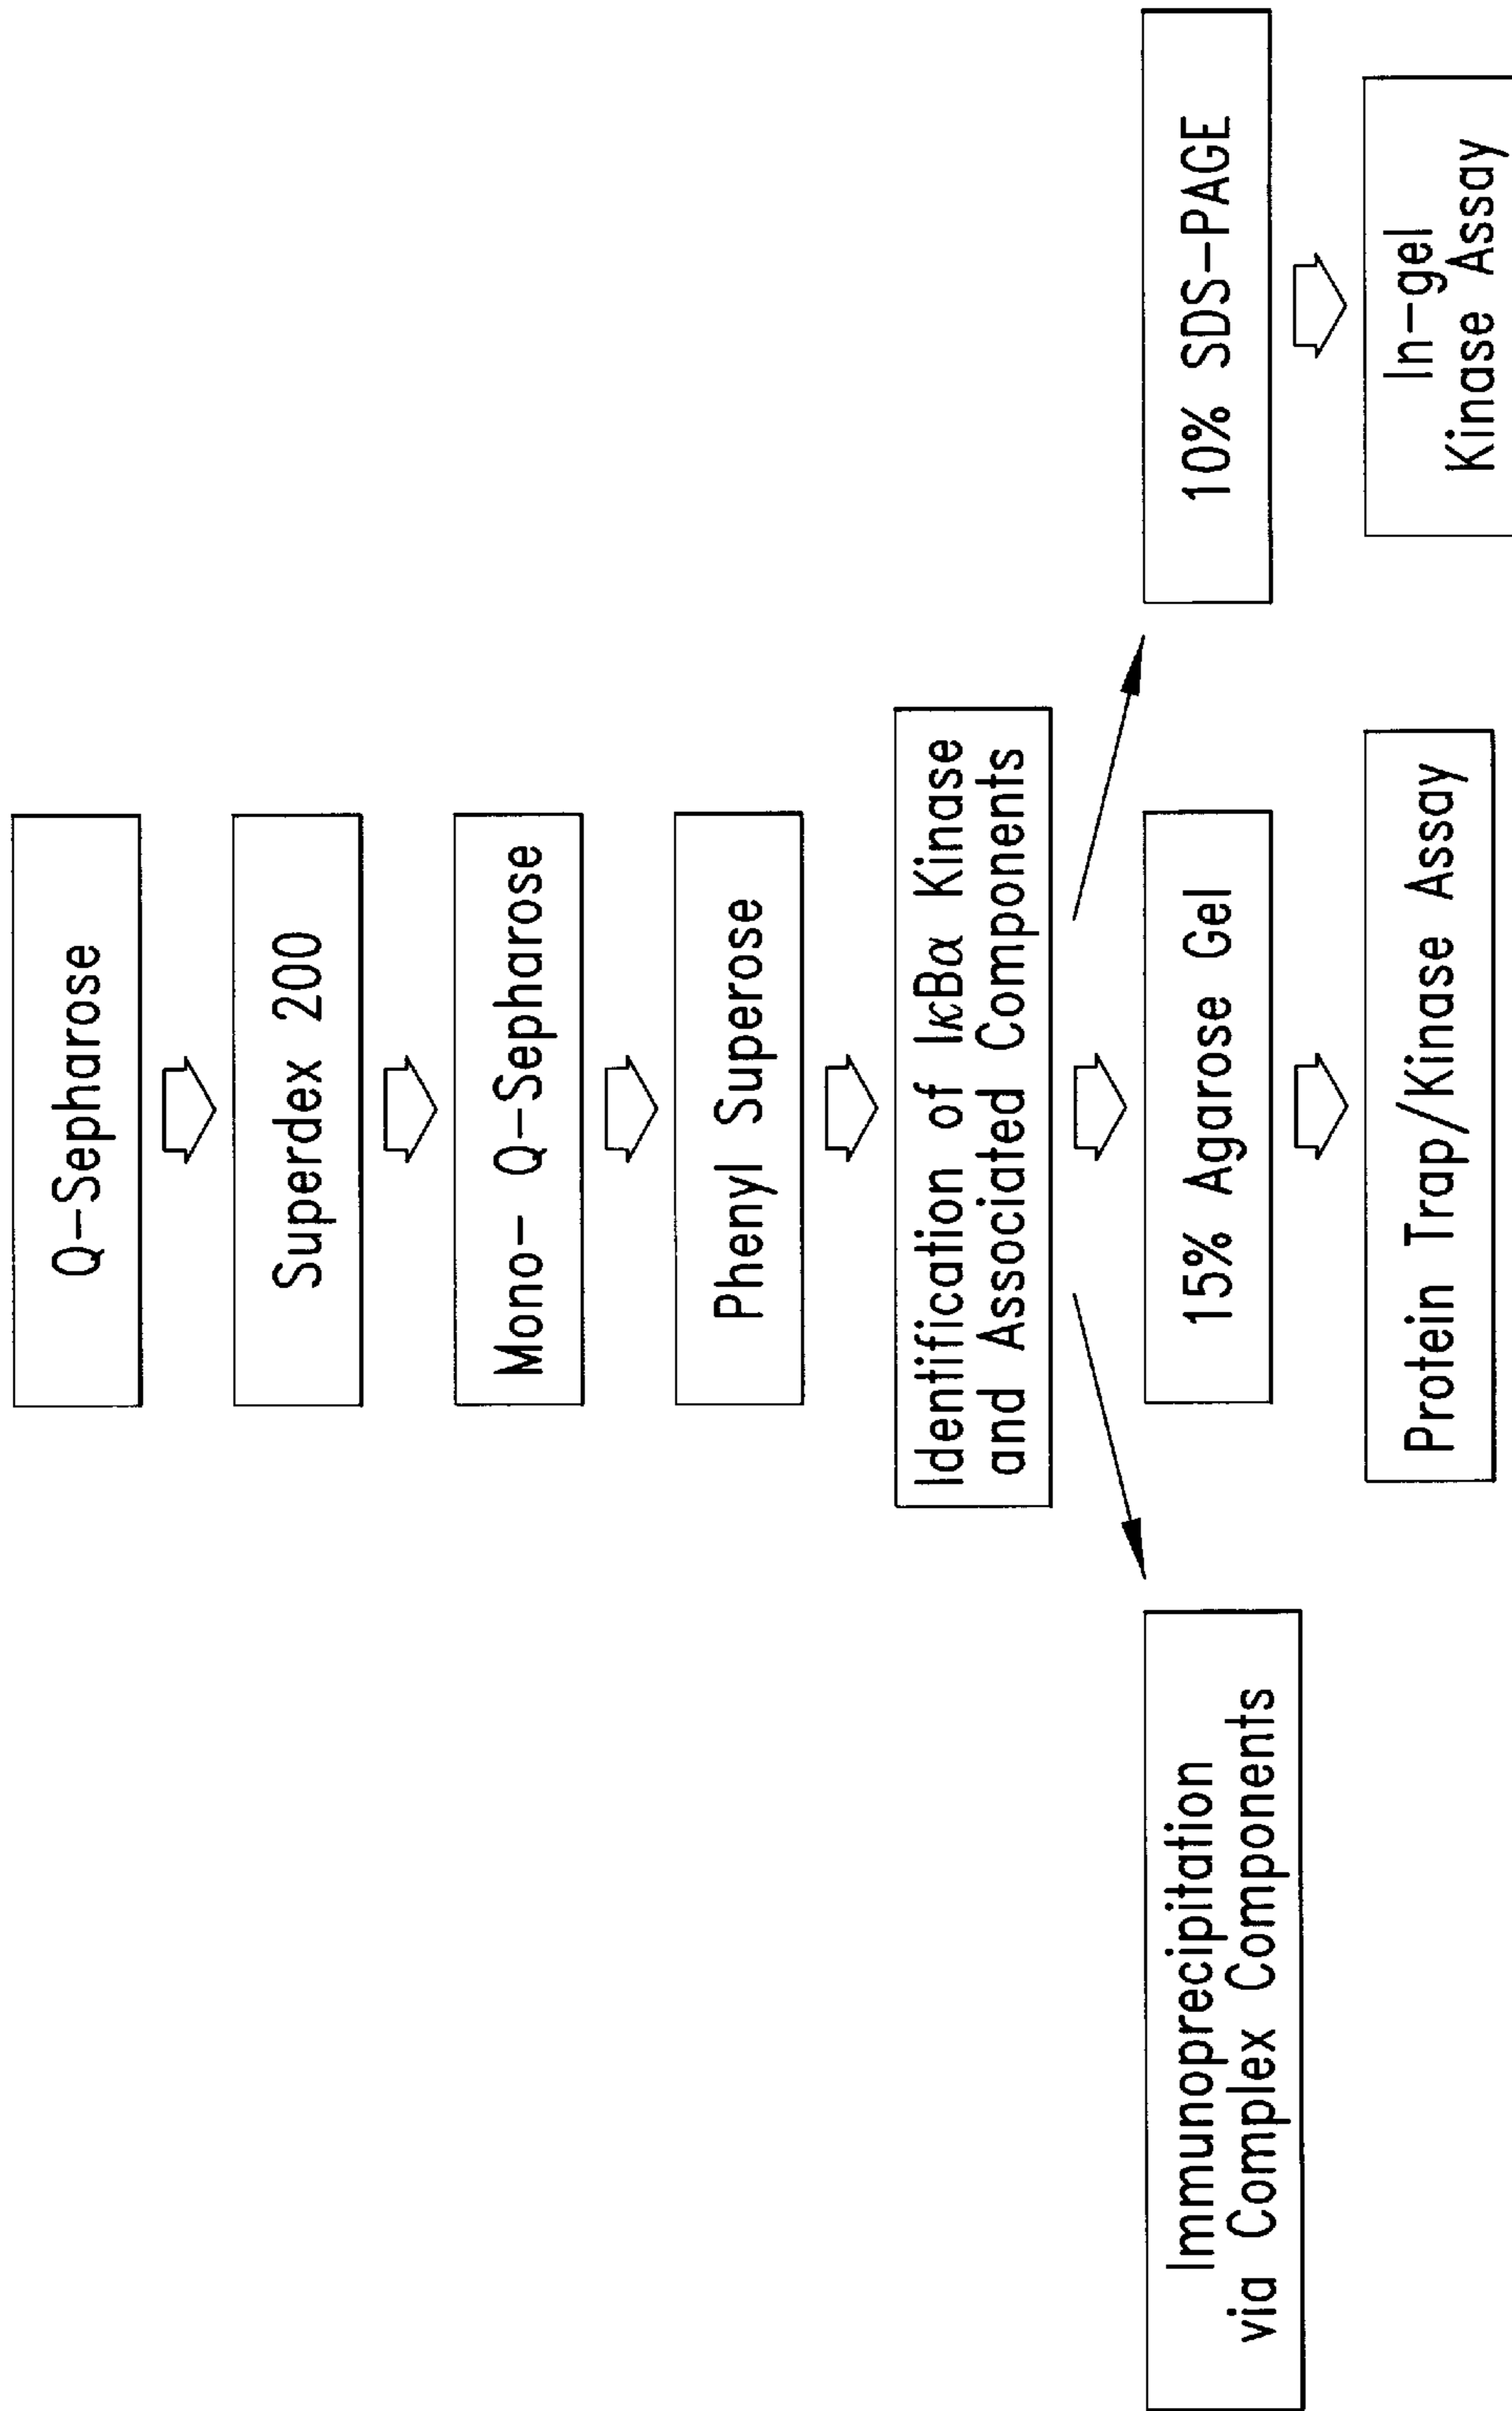 Q-Sepharose
Superdex 200
Mono- Q-Sepharose
Phenyl Superose
Identification of IκBα Kinase
and Associated Components
Immunoprecipitation
via Complex Components
15% Agarose Gel
10% SDS-PAGE
Protein Trap/Kinase Assay
In-gel
Kinase Assay